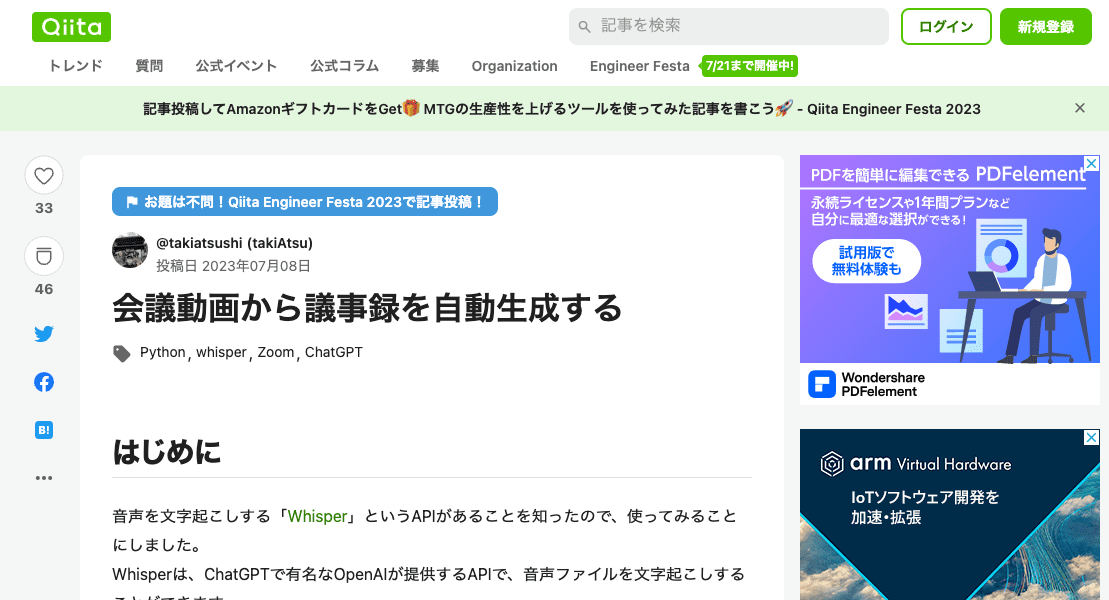 Qiita
記事を検索
ログイン
新規登録
トレンド
質問
公式イベント
公式コラム
募集
Organization
Engineer Festa
7/21まで開催中!
記事投稿してAmazonギフトカードをGet🎁 MTGの生産性を上げるツールを使ってみた記事を書こう🚀 - Qiita Engineer Festa 2023
33
46
B!
お題は不問！Qiita Engineer Festa 2023で記事投稿！
@takiatsushi (takiAtsu)
投稿日 2023年07月08日
会議動画から議事録を自動生成する
Python, whisper, Zoom, ChatGPT
はじめに
音声を文字起こしする「Whisper」というAPIがあることを知ったので、使ってみること
にしました。
Whisperは、ChatGPTで有名なOpenAIが提供するAPIで、音声ファイルを文字起こしする
ことができます
PDFを簡単に編集できる PDFelement
永続ライセンスや1年間プランなど
自分に最適な選択ができる!
試用版で
無料体験も
Wondershare
PDFelement
arm Virtual Hardware
IoTソフトウェア開発を
加速・拡張